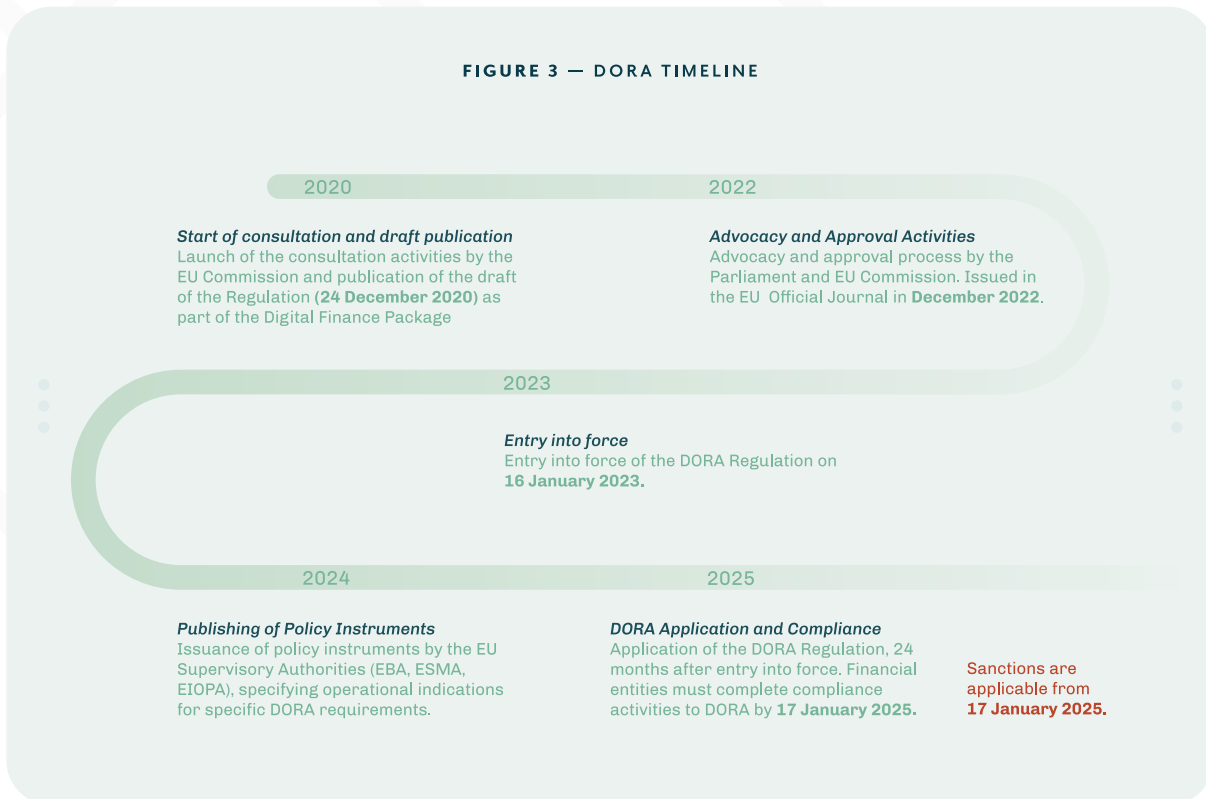 FIGURE 3 — DORA TIMELINE
2020
2022
Start of consultation and draft publication
Launch of the consultation activities by the
EU Commission and publication of the draft
of the Regulation (24 December 2020) as
part of the Digital Finance Package
Advocacy and Approval Activities
Advocacy and approval process by the
Parliament and EU Commission. Issued in
the EU Official Journal in December 2022.
2023
Entry into force
Entry into force of the DORA Regulation on
16 January 2023.
2024
2025
Publishing of Policy Instruments
Issuance of policy instruments by the EU
Supervisory Authorities (EBA, ESMA,
EIOPA), specifying operational indications
for specific DORA requirements.
DORA Application and Compliance
Application of the DORA Regulation, 24
months after entry into force. Financial
entities must complete compliance
activities to DORA by 17 January 2025.
Sanctions are
applicable from
17 January 2025.